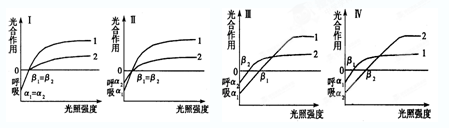 光合作用
呼吸
Ⅰ
0
1
2
β₁=β₂
α₁=α₂
光照强度
光合作用
呼吸
Ⅱ
0
1
2
β₁=β₂
α₂
α₁
光照强度
光合作用
呼吸
Ⅲ
0
1
2
β₂
β₁
α₂
α₁
光照强度
光合作用
呼吸
Ⅳ
0
2
1
β₁
β₂
α₁
α₂
光照强度